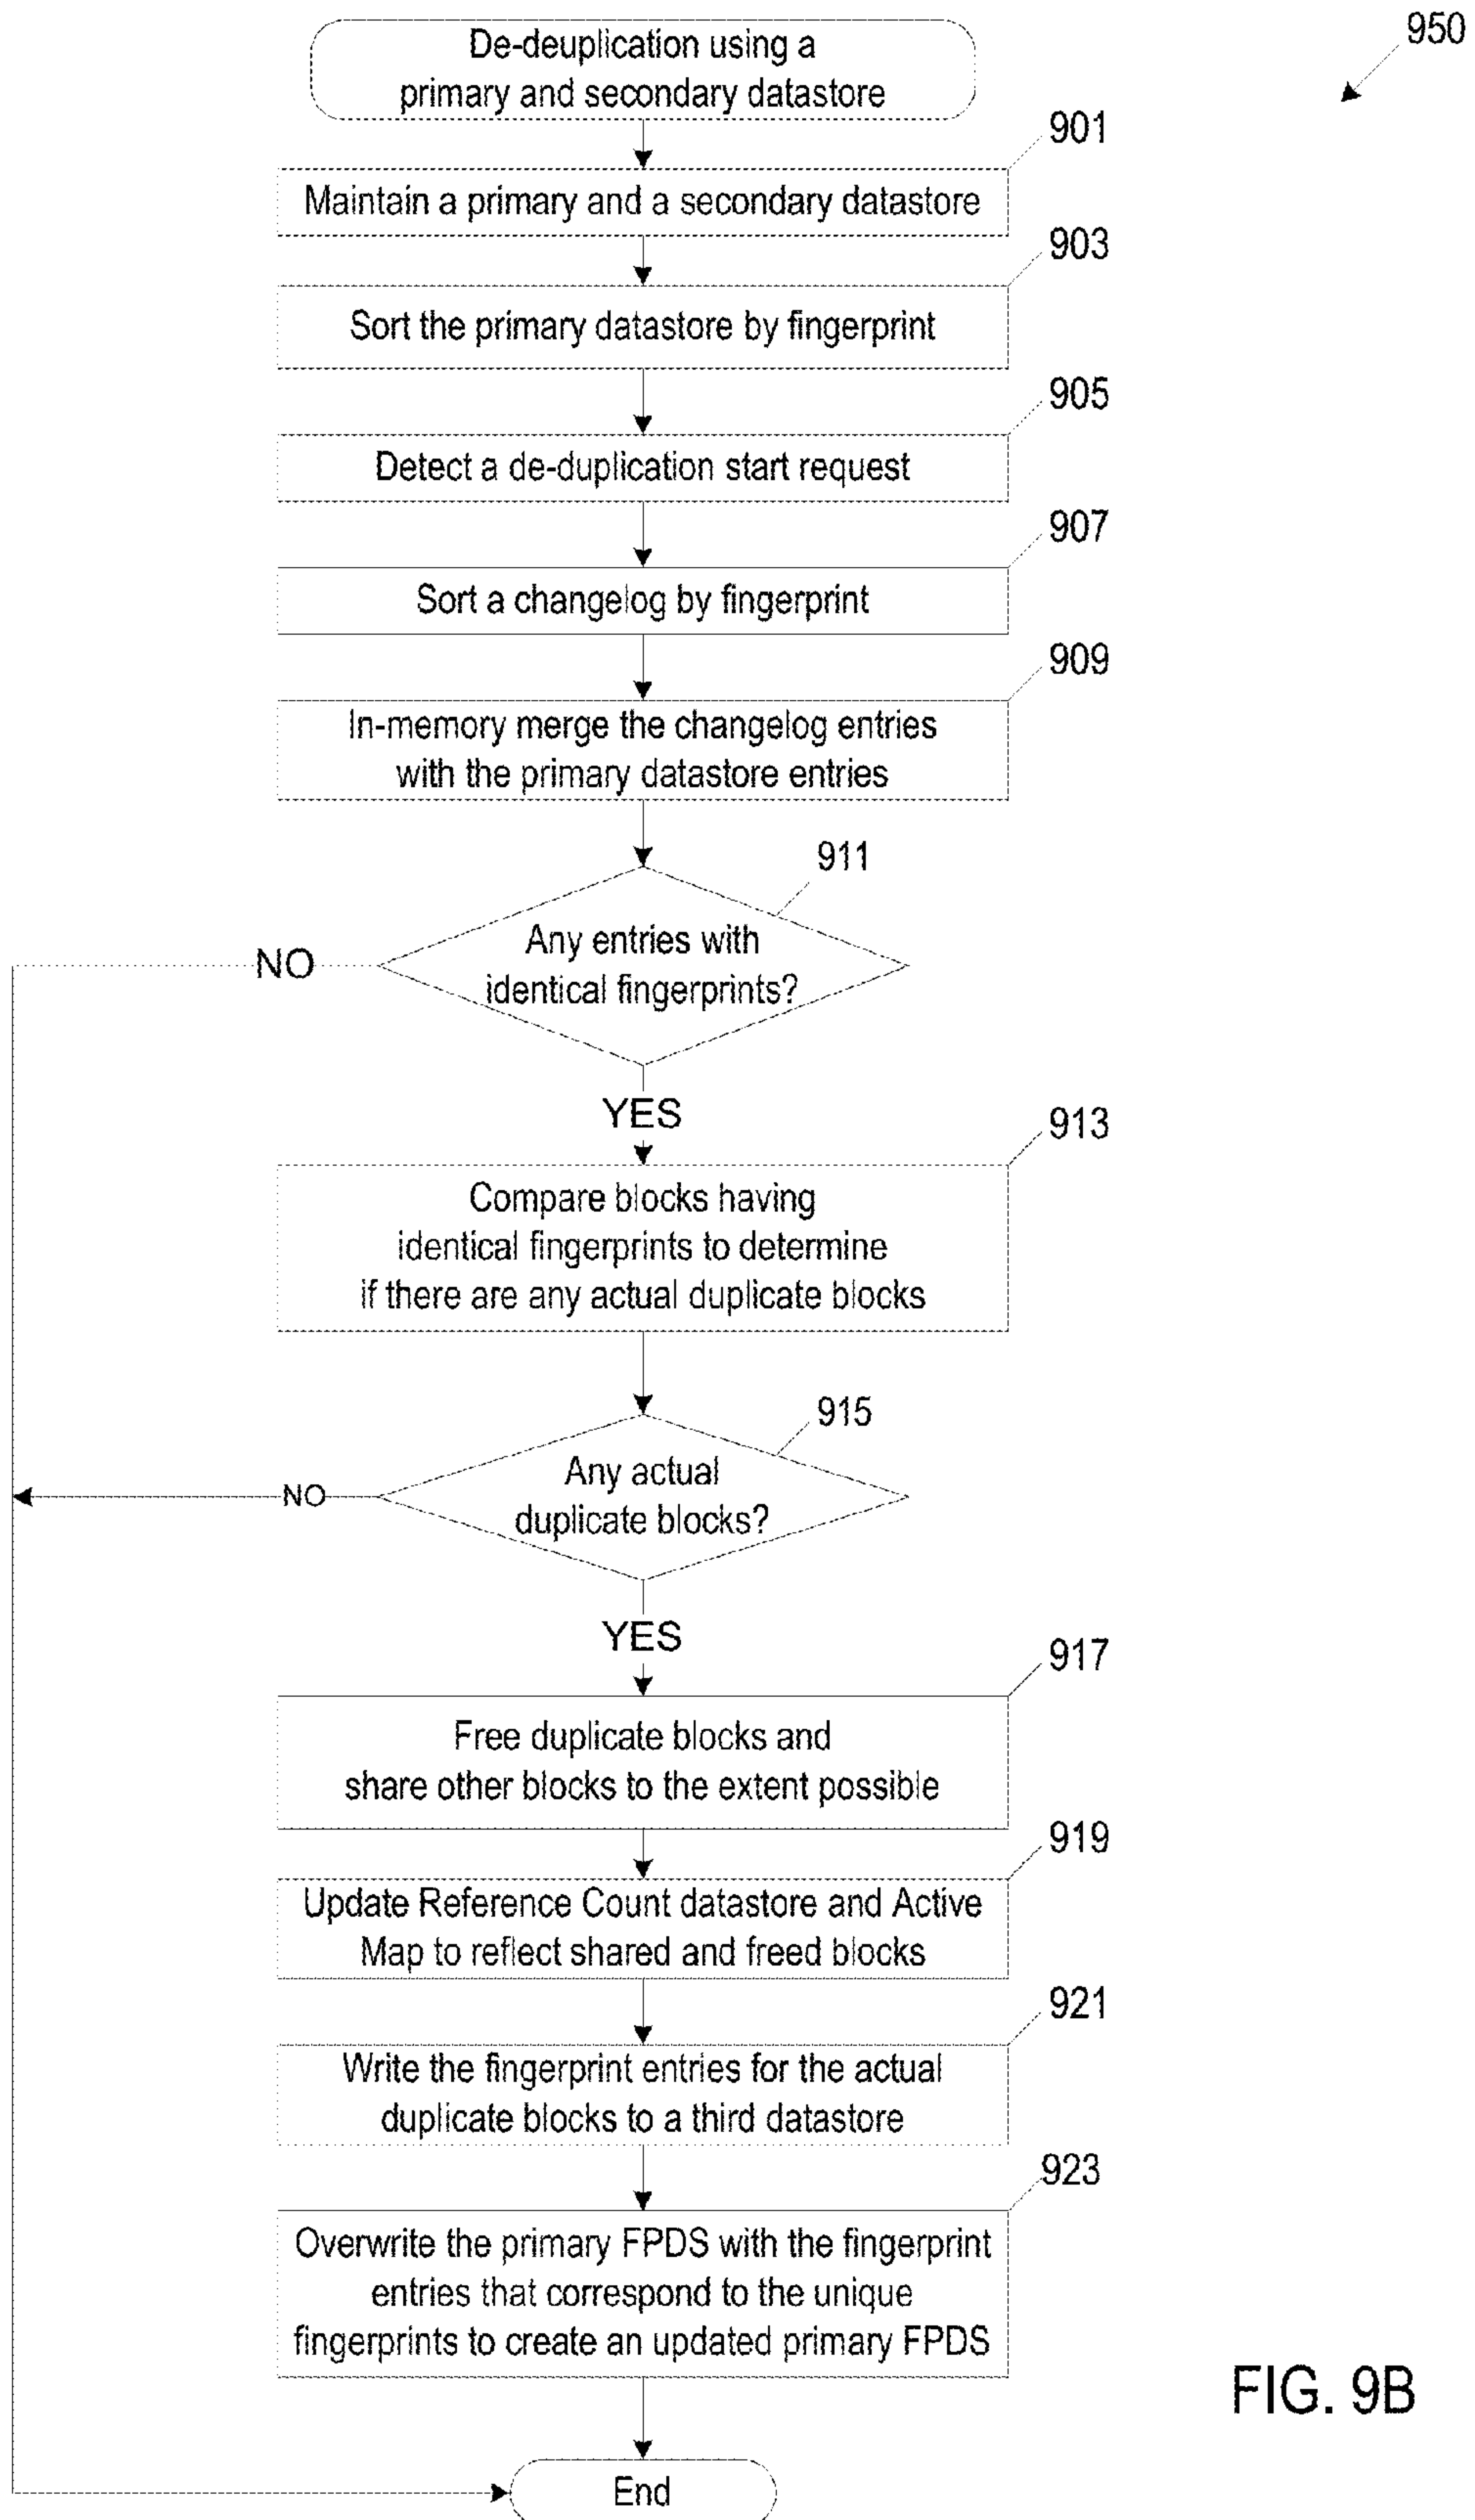 950
De-deuplication using a
primary and secondary datastore
901
Maintain a primary and a secondary datastore
903
Sort the primary datastore by fingerprint
905
Detect a de-duplication start request
907
Sort a changelog by fingerprint
909
In-memory merge the changelog entries
with the primary datastore entries
911
Any entries with
identical fingerprints?
NO
YES
913
Compare blocks having
identical fingerprints to determine
if there are any actual duplicate blocks
915
Any actual
duplicate blocks?
NO
YES
917
Free duplicate blocks and
share other blocks to the extent possible
919
Update Reference Count datastore and Active
Map to reflect shared and freed blocks
921
Write the fingerprint entries for the actual
duplicate blocks to a third datastore
923
Overwrite the primary FPDS with the fingerprint
entries that correspond to the unique
fingerprints to create an updated primary FPDS
End
FIG. 9B